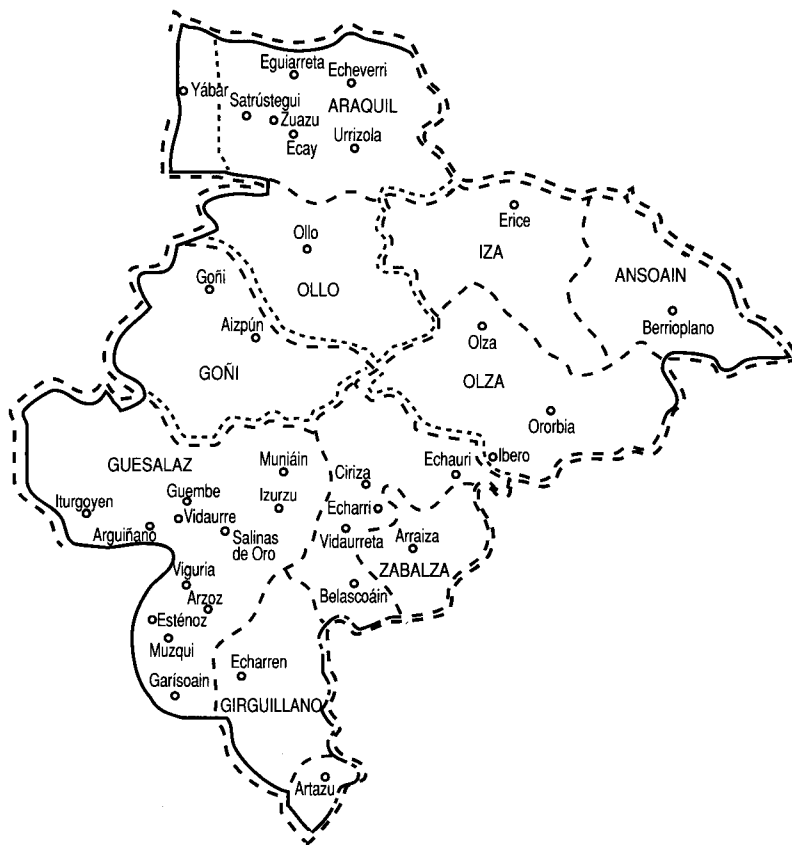 Eguiarreta
Echeverri
Yábar
Satrústegui
ARAQUIL
Zuazu
Ecay
Urrizola
Erice
Ollo
IZA
Goñi
OLLO
ANSOAIN
Aizpún
Berrioplano
Olza
GOÑI
OLZA
Ororbia
GUESALAZ
Muniáin
Ciriza
Echauri
Ibero
Iturgoyen
Guembe
Izurzu
Echarri
Vidaurre
Arguiñano
Salinas
de Oro
Vidaurreta
Arraiza
ZABALZA
Viguria
Belascoáin
Arzoz
Esténoz
Muzqui
Echarren
Garísoain
GIRGUILLANO
Artazu